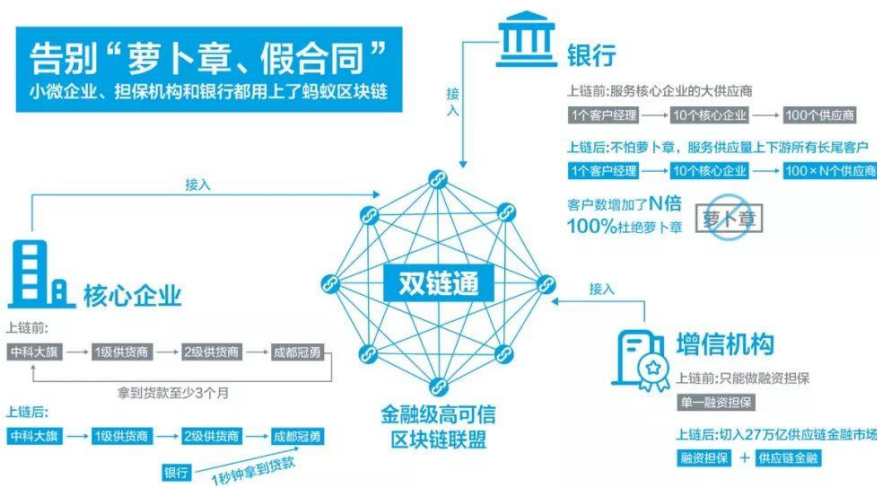 告别“萝卜章、假合同”
小微企业、担保机构和银行都用上了蚂蚁区块链
接入
银行
上链前:服务核心企业的大供应商
1个客户经理 10个核心企业 100个供应商
上链后:不怕萝卜章，服务供应量上下游所有长尾客户
1个客户经理 10个核心企业 100×N个供应商
客户数增加了N倍
100%杜绝萝卜章
萝卜章
接入
核心企业
上链前:
中科大旗 1级供货商 2级供货商 成都冠勇
拿到货款至少3个月
上链后:
中科大旗 1级供货商 2级供货商 成都冠勇
银行
1秒钟拿到贷款
双链通
金融级高可信
区块链联盟
接入
增信机构
上链前:只能做融资担保
单一融资担保
上链后:切入27万亿供应链金融市场
融资担保 + 供应链金融